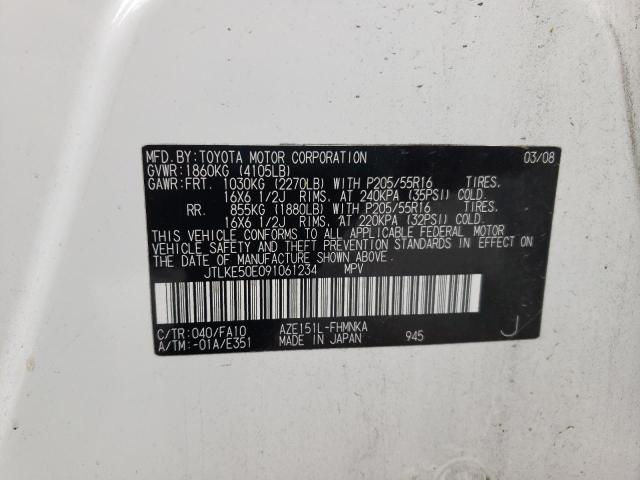 MFD.BY:TOYOTA MOTOR CORPORATION 03/08
GVWR:1860KG (4105LB)
GAWR:FRT. 1030KG (2270LB) WITH P205/55R16 TIRES.
16X6 1/2J RIMS. AT 240KPA (35PSI) COLD.
RR. 855KG (1880LB) WITH P205/55R16 TIRES.
16X6 1/2J RIMS. AT 220KPA (32PSI) COLD.
THIS VEHICLE CONFORMS TO ALL APPLICABLE FEDERAL MOTOR
VEHICLE SAFETY AND THEFT PREVENTION STANDARDS IN EFFECT ON
THE DATE OF MANUFACTURE SHOWN ABOVE.
JTLKE50E091061234 MPV
C/TR:040/FA10 AZE151L-FHMNKA
A/TM:-01A/E351 MADE IN JAPAN 945 J